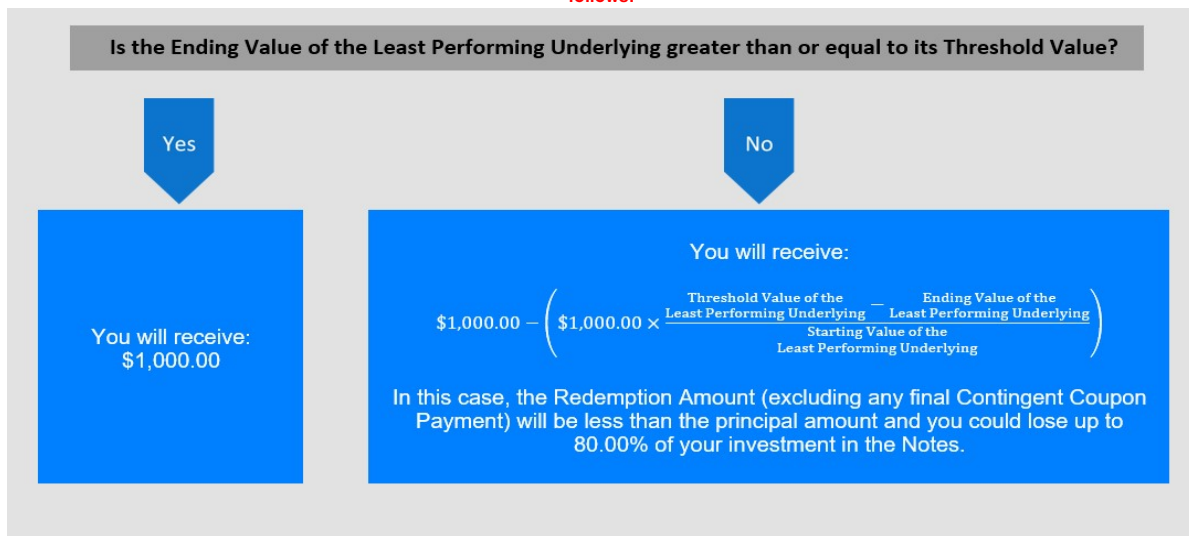 follows:
Is the Ending Value of the Least Performing Underlying greater than or equal to its Threshold Value?
Yes
No
You will receive:
$1,000.00
You will receive:
$1,000.00 − ( $1,000.00 × (Threshold Value of the Least Performing Underlying − Ending Value of the Least Performing Underlying) / Starting Value of the Least Performing Underlying )
In this case, the Redemption Amount (excluding any final Contingent Coupon
Payment) will be less than the principal amount and you could lose up to
80.00% of your investment in the Notes.